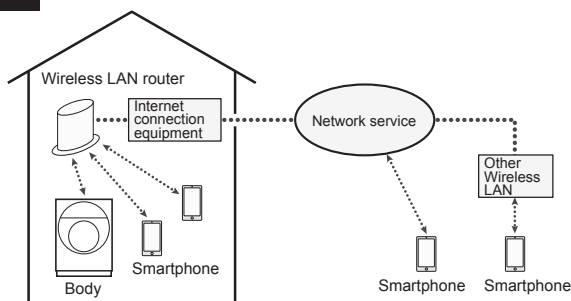 Wireless LAN router
Internet
connection
equipment
Network service
Other
Wireless
LAN
Smartphone
Body
Smartphone
Smartphone